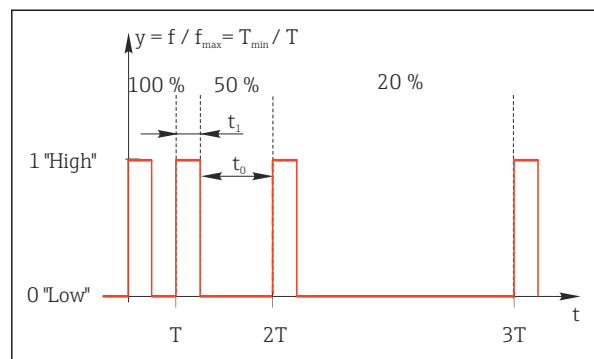 y = f / fmax = Tmin / T
100 % 50 % 20 %
t1
1 "High"
t0
0 "Low"
t
T 2T 3T